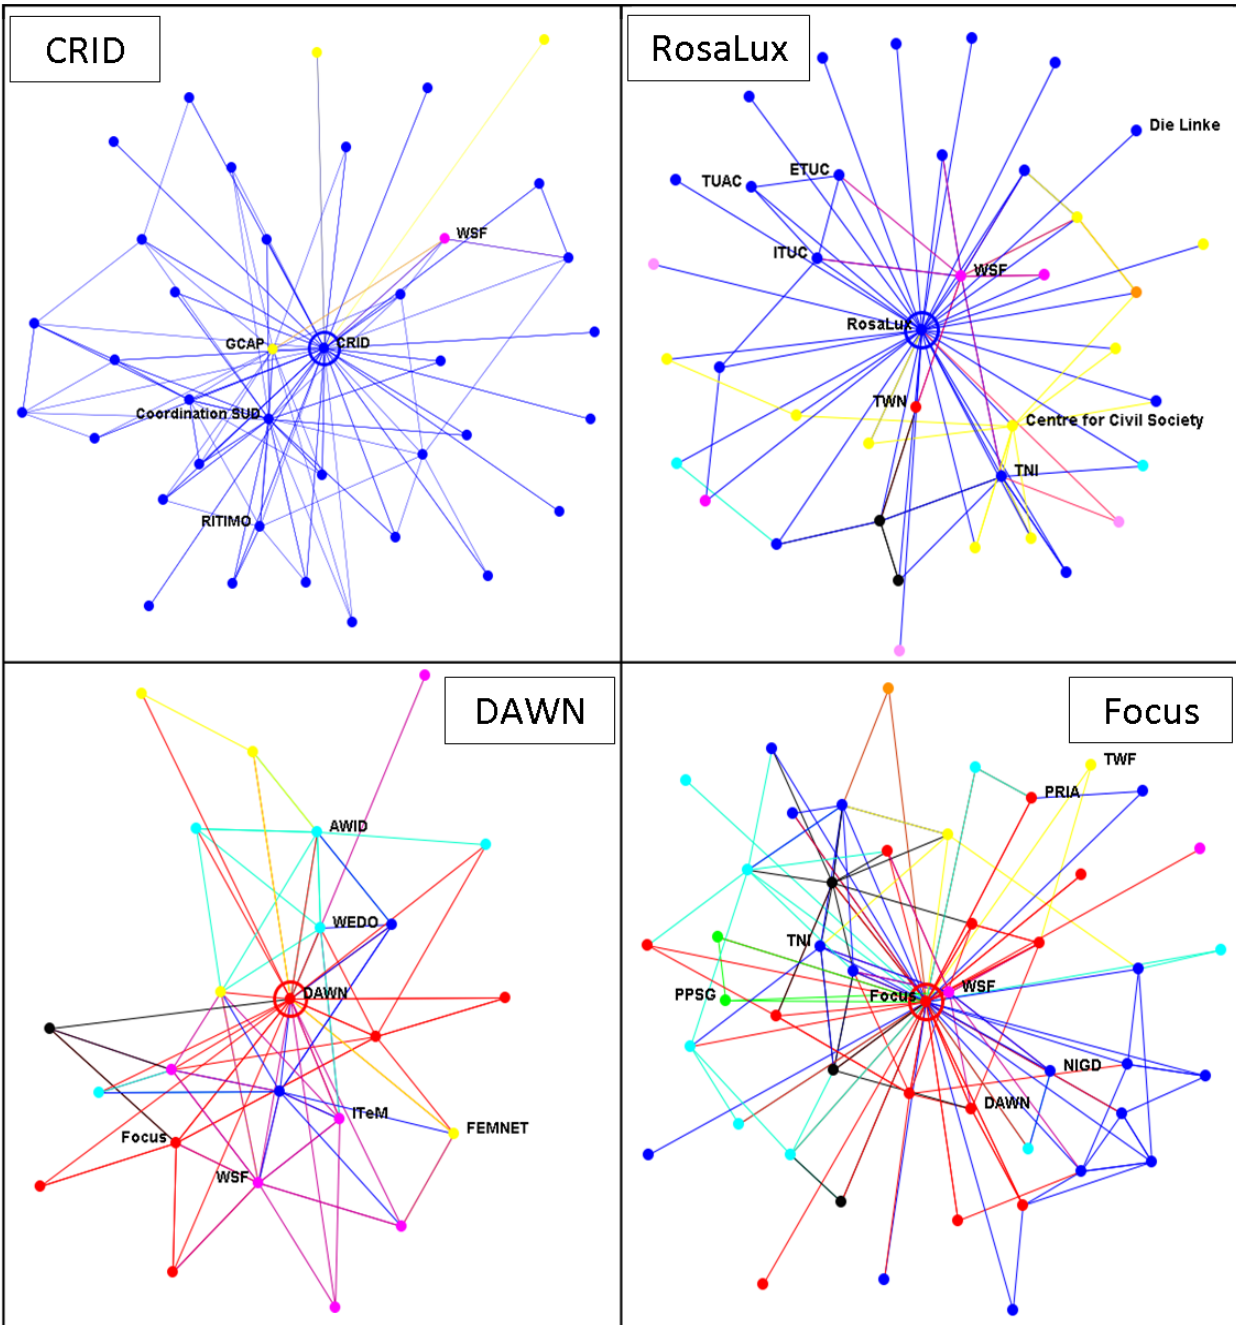 CRID
WSF
GCAP
CRID
Coordination SUD
RITIMO
RosaLux
Die Linke
ETUC
TUAC
ITUC
WSF
RosaLux
TWN
Centre for Civil Society
TNI
DAWN
AWID
WEDO
DAWN
ITeM
FEMNET
Focus
WSF
Focus
TWF
PRIA
TNI
WSF
PPSG
Focus
NIGD
DAWN